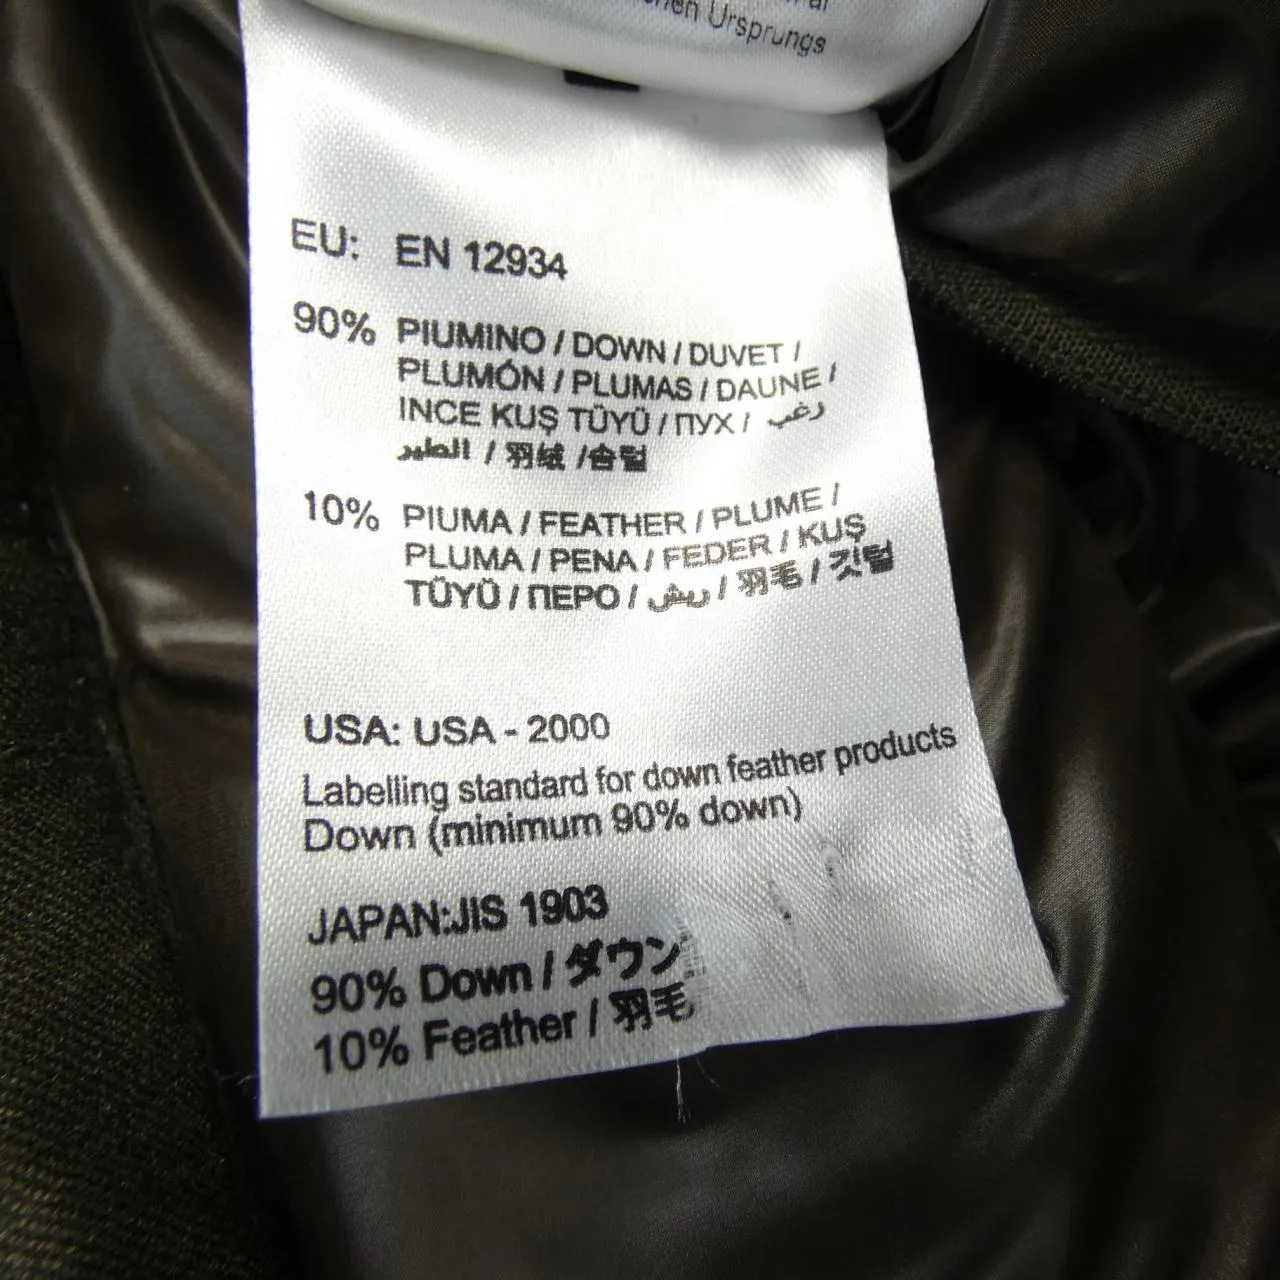 Ursprungs
EU: EN 12934
90% PIUMINO / DOWN / DUVET /
PLUMÓN / PLUMAS / DAUNE /
INCE KUŞ TÜYÜ / ПУХ / رغب
الطير / 羽绒 /솜털
10% PIUMA / FEATHER / PLUME /
PLUMA / PENA / FEDER / KUŞ
TÜYÜ / ПЕРО / ريش / 羽毛 / 깃털
USA: USA - 2000
Labelling standard for down feather products
Down (minimum 90% down)
JAPAN:JIS 1903
90% Down / ダウン
10% Feather / 羽毛